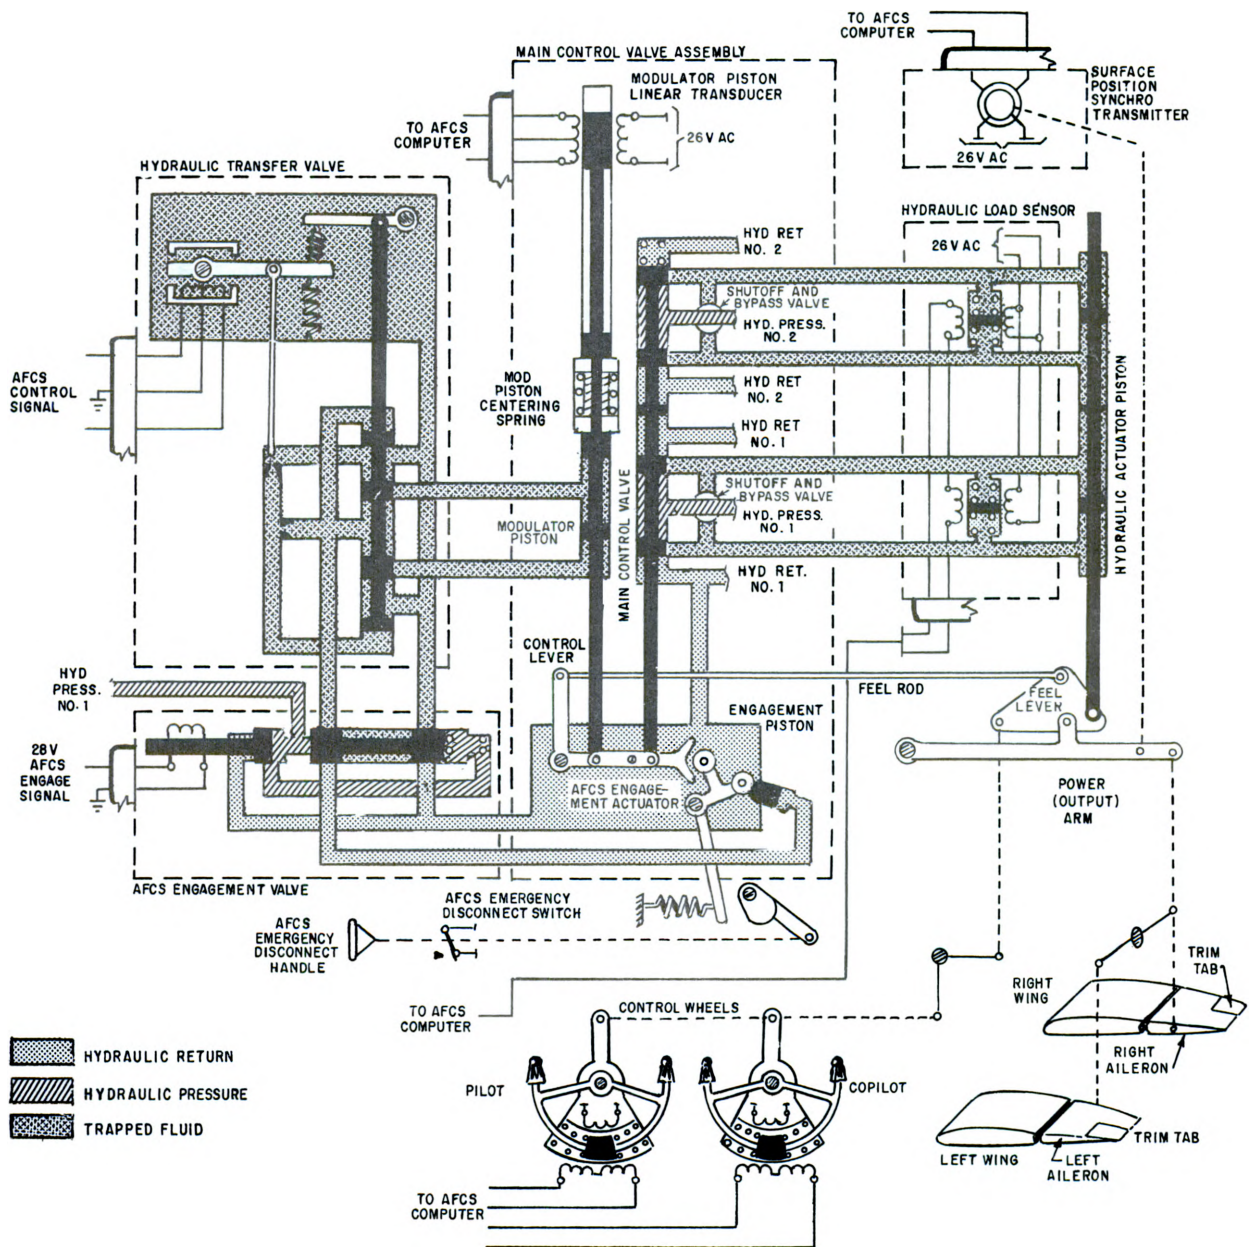 TO AFCS
COMPUTER
MAIN CONTROL VALVE ASSEMBLY
MODULATOR PISTON
LINEAR TRANSDUCER
SURFACE
POSITION
SYNCHRO
TRANSMITTER
TO AFCS
COMPUTER
26V AC
26V AC
HYDRAULIC TRANSFER VALVE
HYDRAULIC LOAD SENSOR
HYD RET
NO. 2
26V AC
SHUTOFF AND
BYPASS VALVE
HYD. PRESS.
NO. 2
AFCS
CONTROL
SIGNAL
MOD
PISTON
CENTERING
SPRING
HYD RET
NO. 2
HYD RET
NO. 1
HYDRAULIC ACTUATOR PISTON
SHUTOFF AND
BYPASS VALVE
HYD. PRESS.
NO. 1
MODULATOR
PISTON
MAIN CONTROL VALVE
HYD RET.
NO. 1
CONTROL
LEVER
HYD
PRESS.
NO. 1
FEEL ROD
FEEL
LEVER
ENGAGEMENT
PISTON
28V
AFCS
ENGAGE
SIGNAL
AFCS ENGAGE-
MENT ACTUATOR
POWER
(OUTPUT)
ARM
AFCS ENGAGEMENT VALVE
AFCS EMERGENCY
DISCONNECT SWITCH
AFCS
EMERGENCY
DISCONNECT
HANDLE
TRIM
TAB
RIGHT
WING
TO AFCS
COMPUTER
CONTROL WHEELS
RIGHT
AILERON
HYDRAULIC RETURN
HYDRAULIC PRESSURE
TRAPPED FLUID
PILOT
COPILOT
TRIM TAB
LEFT WING
LEFT
AILERON
TO AFCS
COMPUTER